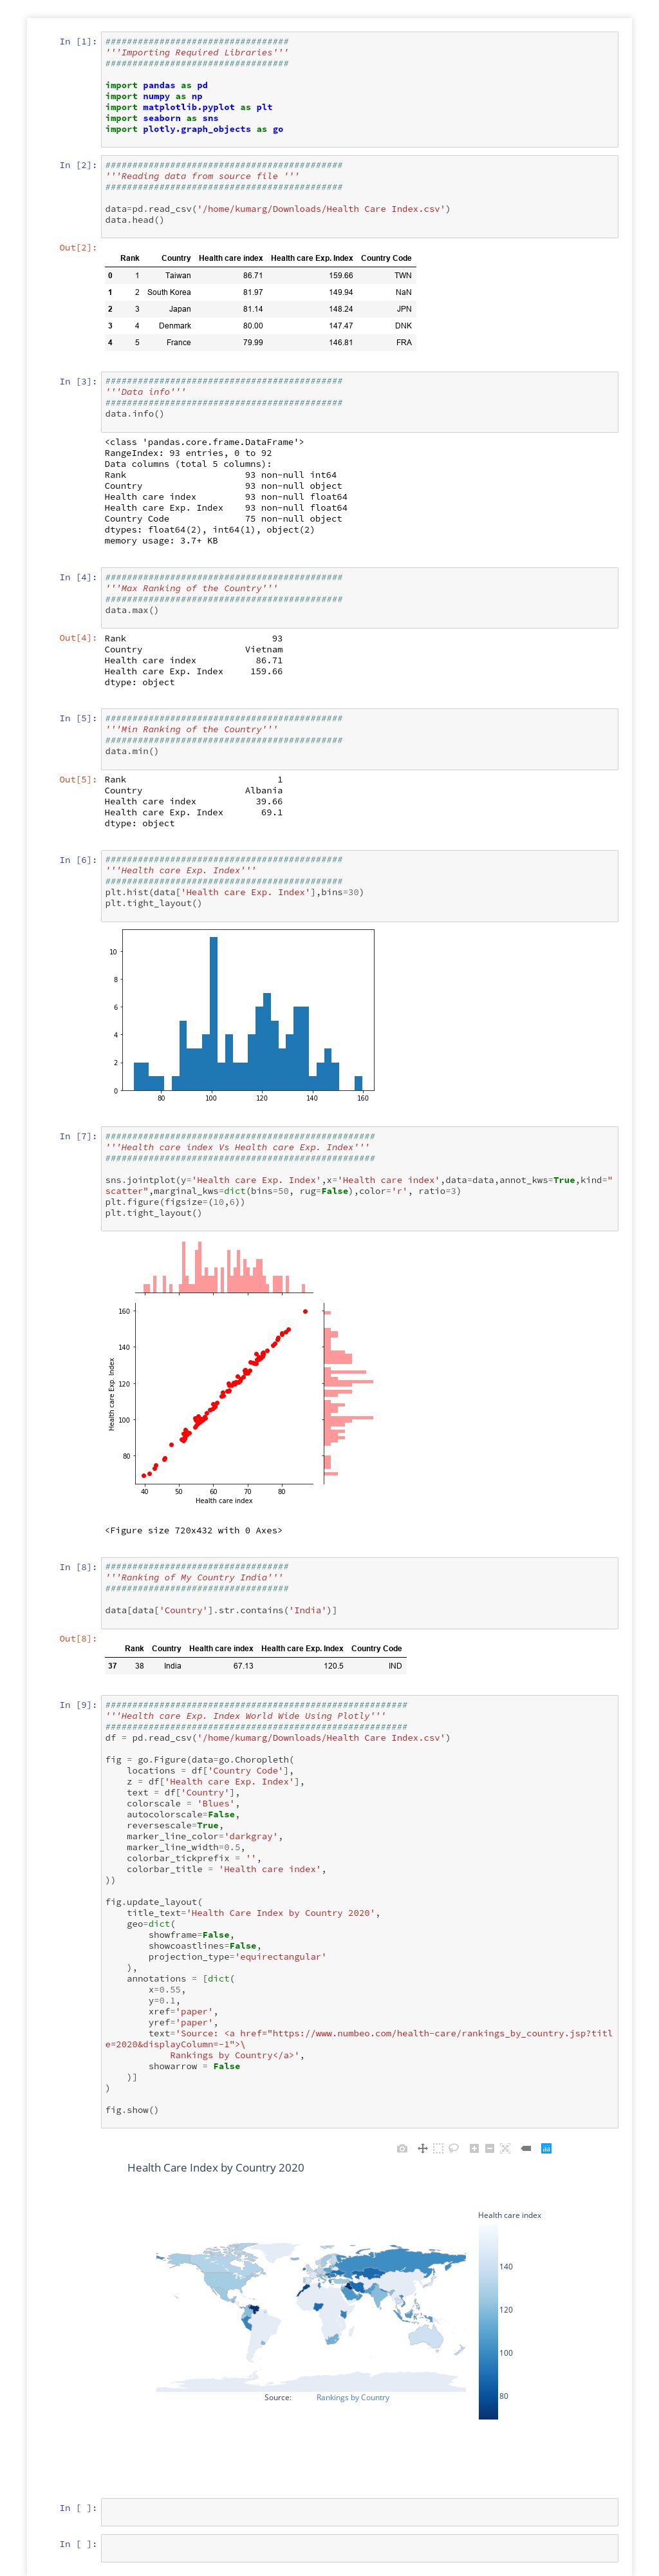 In [1]: ##################################
'''Importing Required Libraries'''
##################################
import pandas as pd
import numpy as np
import matplotlib.pyplot as plt
import seaborn as sns
import plotly.graph_objects as go
In [2]: ############################################
'''Reading data from source file '''
############################################
data=pd.read_csv('/home/kumarg/Downloads/Health Care Index.csv')
data.head()
Out[2]:
Rank Country Health care index Health care Exp. Index Country Code
0 1 Taiwan 86.71 159.66 TWN
1 2 South Korea 81.97 149.94 NaN
2 3 Japan 81.14 148.24 JPN
3 4 Denmark 80.00 147.47 DNK
4 5 France 79.99 146.81 FRA
In [3]: ############################################
'''Data info'''
############################################
data.info()
<class 'pandas.core.frame.DataFrame'>
RangeIndex: 93 entries, 0 to 92
Data columns (total 5 columns):
Rank 93 non-null int64
Country 93 non-null object
Health care index 93 non-null float64
Health care Exp. Index 93 non-null float64
Country Code 75 non-null object
dtypes: float64(2), int64(1), object(2)
memory usage: 3.7+ KB
In [4]: ############################################
'''Max Ranking of the Country'''
############################################
data.max()
Out[4]: Rank 93
Country Vietnam
Health care index 86.71
Health care Exp. Index 159.66
dtype: object
In [5]: ############################################
'''Min Ranking of the Country'''
############################################
data.min()
Out[5]: Rank 1
Country Albania
Health care index 39.66
Health care Exp. Index 69.1
dtype: object
In [6]: ############################################
'''Health care Exp. Index'''
############################################
plt.hist(data['Health care Exp. Index'],bins=30)
plt.tight_layout()
10
8
6
4
2
0
80 100 120 140 160
In [7]: ##################################################
'''Health care index Vs Health care Exp. Index'''
##################################################
sns.jointplot(y='Health care Exp. Index',x='Health care index',data=data,annot_kws=True,kind="
scatter",marginal_kws=dict(bins=50, rug=False),color='r', ratio=3)
plt.figure(figsize=(10,6))
plt.tight_layout()
160
140
120
100
80
Health care Exp. Index
40 50 60 70 80
Health care index
<Figure size 720x432 with 0 Axes>
In [8]: ##################################
'''Ranking of My Country India'''
##################################
data[data['Country'].str.contains('India')]
Out[8]:
Rank Country Health care index Health care Exp. Index Country Code
37 38 India 67.13 120.5 IND
In [9]: ########################################################
'''Health care Exp. Index World Wide Using Plotly'''
########################################################
df = pd.read_csv('/home/kumarg/Downloads/Health Care Index.csv')
fig = go.Figure(data=go.Choropleth(
locations = df['Country Code'],
z = df['Health care Exp. Index'],
text = df['Country'],
colorscale = 'Blues',
autocolorscale=False,
reversescale=True,
marker_line_color='darkgray',
marker_line_width=0.5,
colorbar_tickprefix = '',
colorbar_title = 'Health care index',
))
fig.update_layout(
title_text='Health Care Index by Country 2020',
geo=dict(
showframe=False,
showcoastlines=False,
projection_type='equirectangular'
),
annotations = [dict(
x=0.55,
y=0.1,
xref='paper',
yref='paper',
text='Source: <a href="https://www.numbeo.com/health-care/rankings_by_country.jsp?titl
e=2020&displayColumn=-1">\
Rankings by Country</a>',
showarrow = False
)]
)
fig.show()
Health Care Index by Country 2020
Health care index
140
120
100
80
Source: Rankings by Country
In [ ]:
In [ ]: